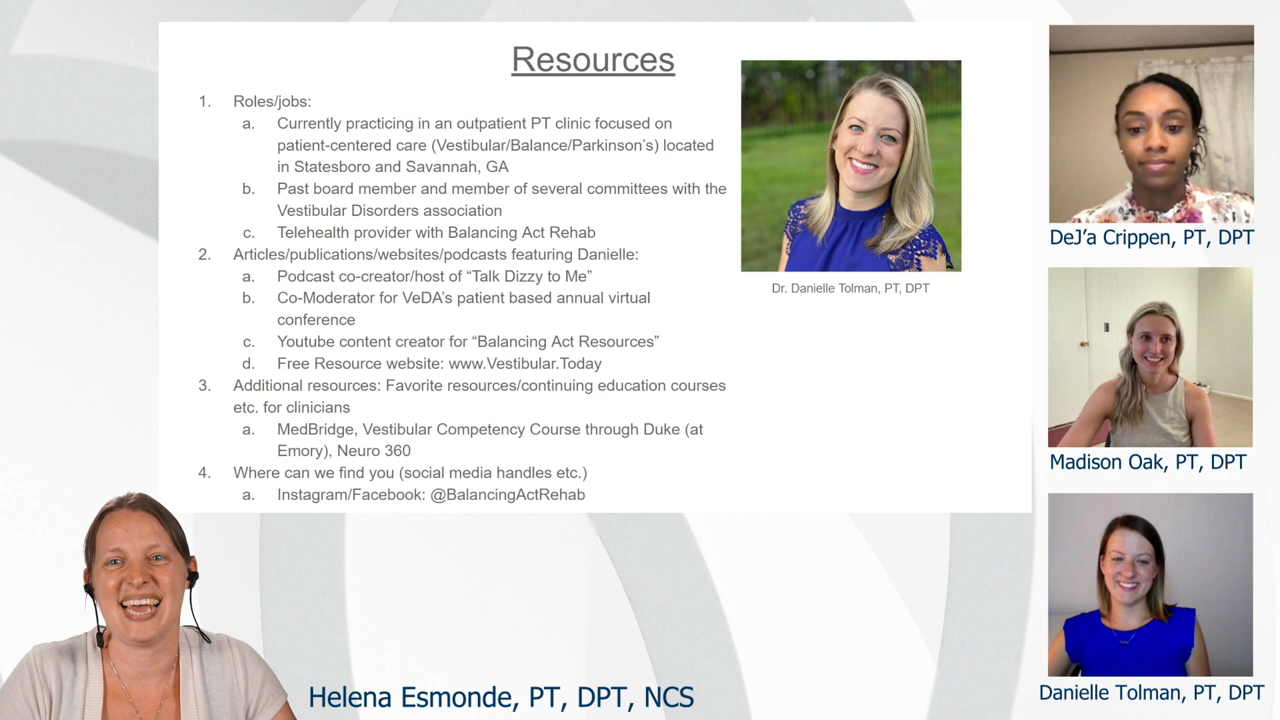 Resources
1. Roles/jobs:
a. Currently practicing in an outpatient PT clinic focused on
patient-centered care (Vestibular/Balance/Parkinson's) located
in Statesboro and Savannah, GA
b. Past board member and member of several committees with the
Vestibular Disorders association
c. Telehealth provider with Balancing Act Rehab
2. Articles/publications/websites/podcasts featuring Danielle:
a. Podcast co-creator/host of “Talk Dizzy to Me”
b. Co-Moderator for VeDA's patient based annual virtual
conference
c. Youtube content creator for “Balancing Act Resources”
d. Free Resource website: www.Vestibular.Today
3. Additional resources: Favorite resources/continuing education courses
etc. for clinicians
a. MedBridge, Vestibular Competency Course through Duke (at
Emory), Neuro 360
4. Where can we find you (social media handles etc.)
a. Instagram/Facebook: @BalancingActRehab
Dr. Danielle Tolman, PT, DPT
DeJ’a Crippen, PT, DPT
Madison Oak, PT, DPT
Danielle Tolman, PT, DPT
Helena Esmonde, PT, DPT, NCS